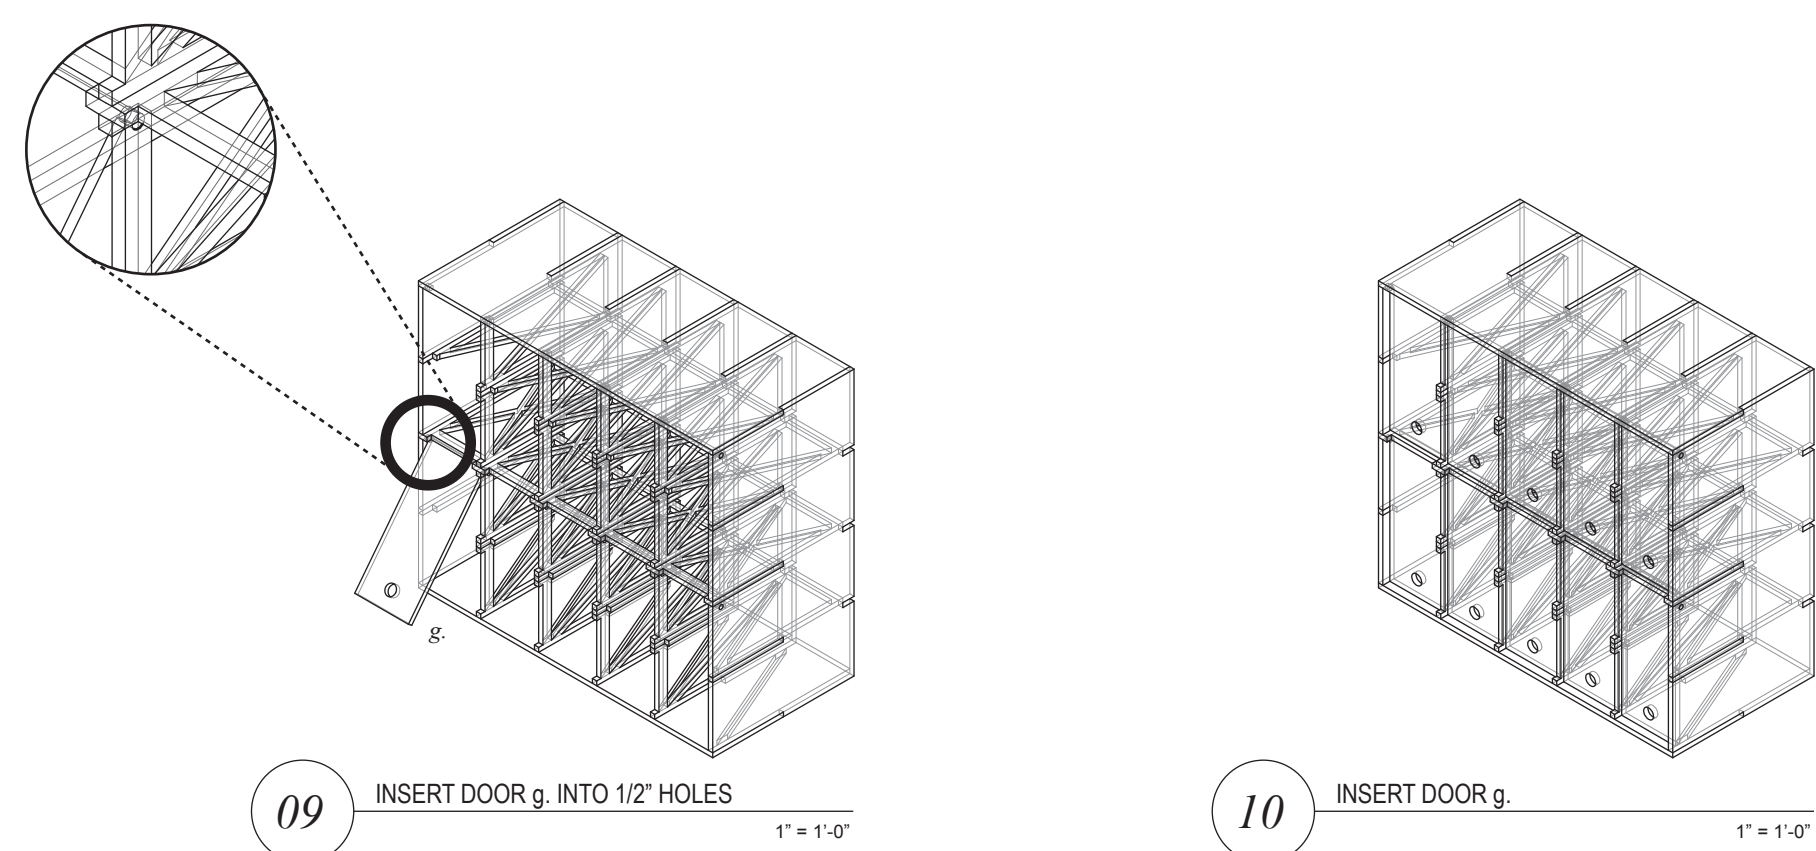 g.
09
INSERT DOOR g. INTO 1/2” HOLES
1” = 1’-0”
10
INSERT DOOR g.
1” = 1’-0”